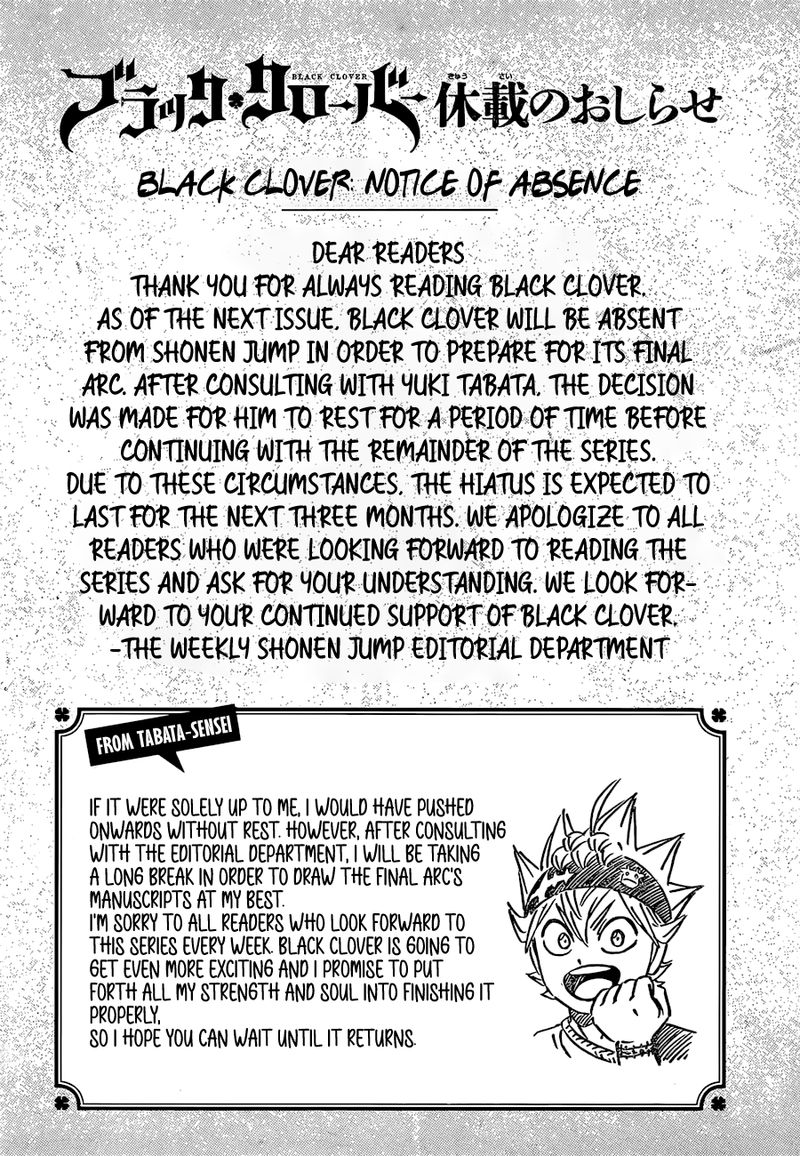 ブラック・クローバー BLACK CLOVER 休載のおしらせ
きゅう さい
BLACK CLOVER: NOTICE OF ABSENCE
DEAR READERS
THANK YOU FOR ALWAYS READING BLACK CLOVER.
AS OF THE NEXT ISSUE, BLACK CLOVER WILL BE ABSENT
FROM SHONEN JUMP IN ORDER TO PREPARE FOR ITS FINAL
ARC. AFTER CONSULTING WITH YUKI TABATA, THE DECISION
WAS MADE FOR HIM TO REST FOR A PERIOD OF TIME BEFORE
CONTINUING WITH THE REMAINDER OF THE SERIES.
DUE TO THESE CIRCUMSTANCES, THE HIATUS IS EXPECTED TO
LAST FOR THE NEXT THREE MONTHS. WE APOLOGIZE TO ALL
READERS WHO WERE LOOKING FORWARD TO READING THE
SERIES AND ASK FOR YOUR UNDERSTANDING. WE LOOK FOR-
WARD TO YOUR CONTINUED SUPPORT OF BLACK CLOVER.
-THE WEEKLY SHONEN JUMP EDITORIAL DEPARTMENT
FROM TABATA-SENSEI
IF IT WERE SOLELY UP TO ME, I WOULD HAVE PUSHED
ONWARDS WITHOUT REST. HOWEVER, AFTER CONSULTING
WITH THE EDITORIAL DEPARTMENT, I WILL BE TAKING
A LONG BREAK IN ORDER TO DRAW THE FINAL ARC'S
MANUSCRIPTS AT MY BEST.
I'M SORRY TO ALL READERS WHO LOOK FORWARD TO
THIS SERIES EVERY WEEK. BLACK CLOVER IS GOING TO
GET EVEN MORE EXCITING AND I PROMISE TO PUT
FORTH ALL MY STRENGTH AND SOUL INTO FINISHING IT
PROPERLY,
SO I HOPE YOU CAN WAIT UNTIL IT RETURNS.